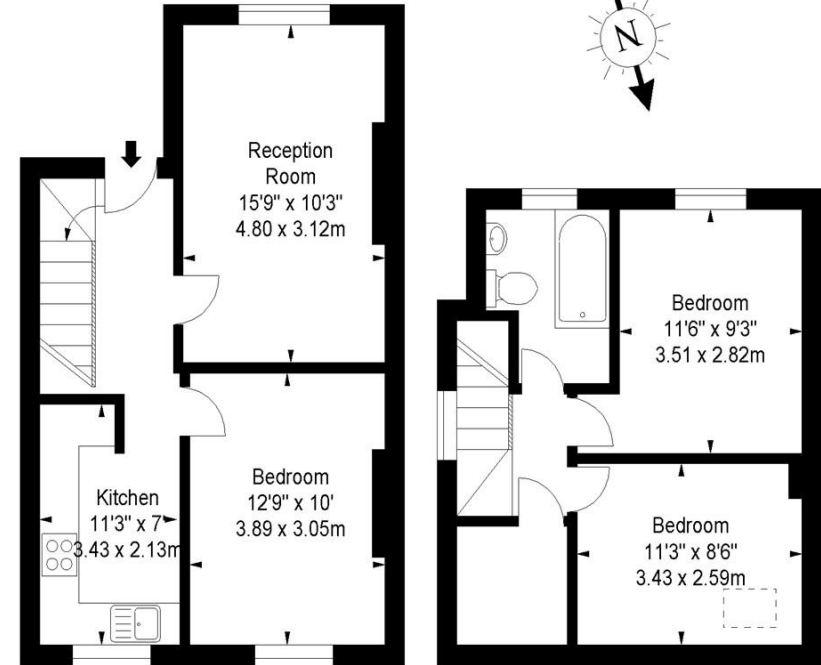 N
Reception
Room
15'9" x 10'3"
4.80 x 3.12m
Bedroom
12'9" x 10'
3.89 x 3.05m
Kitchen
11'3" x 7'
3.43 x 2.13m
Bedroom
11'6" x 9'3"
3.51 x 2.82m
Bedroom
11'3" x 8'6"
3.43 x 2.59m